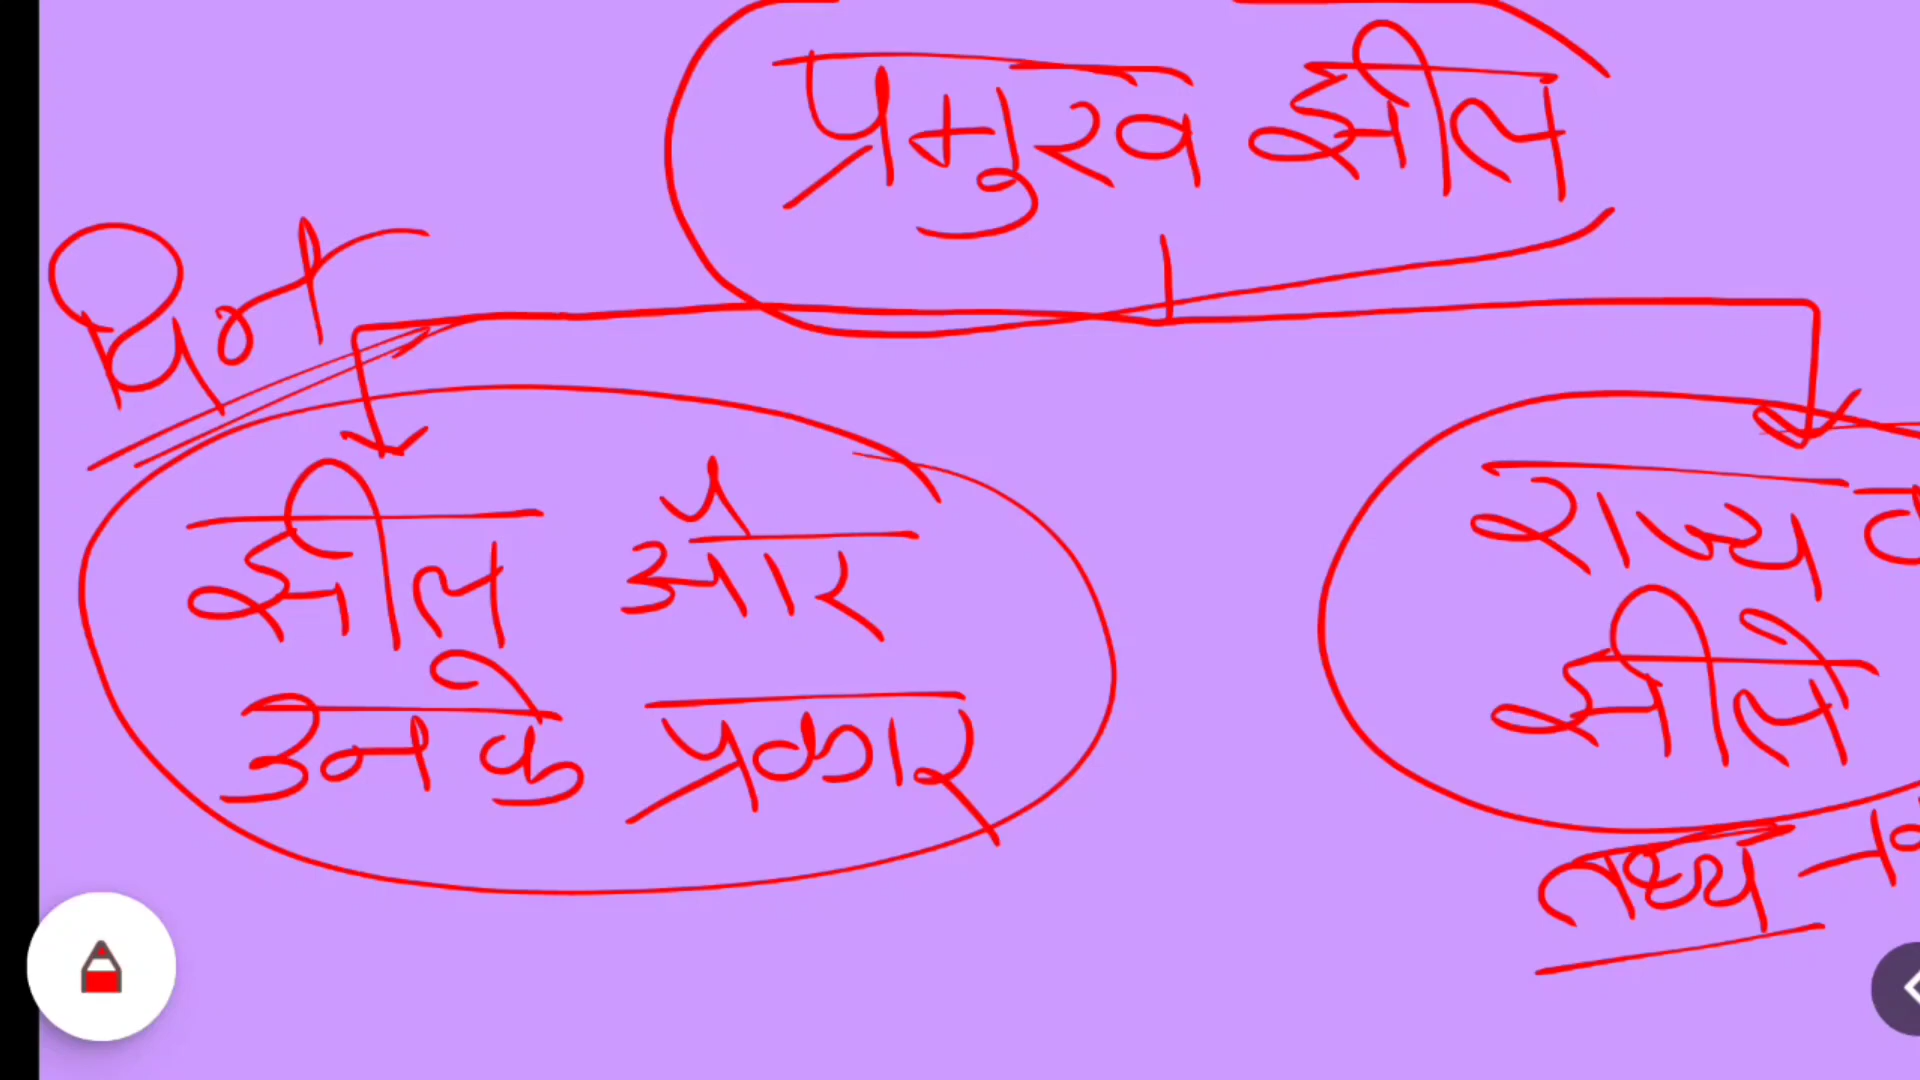 प्रमुख झील
झील और
उनके प्रकार
राज्य
झीलें
तथ्य